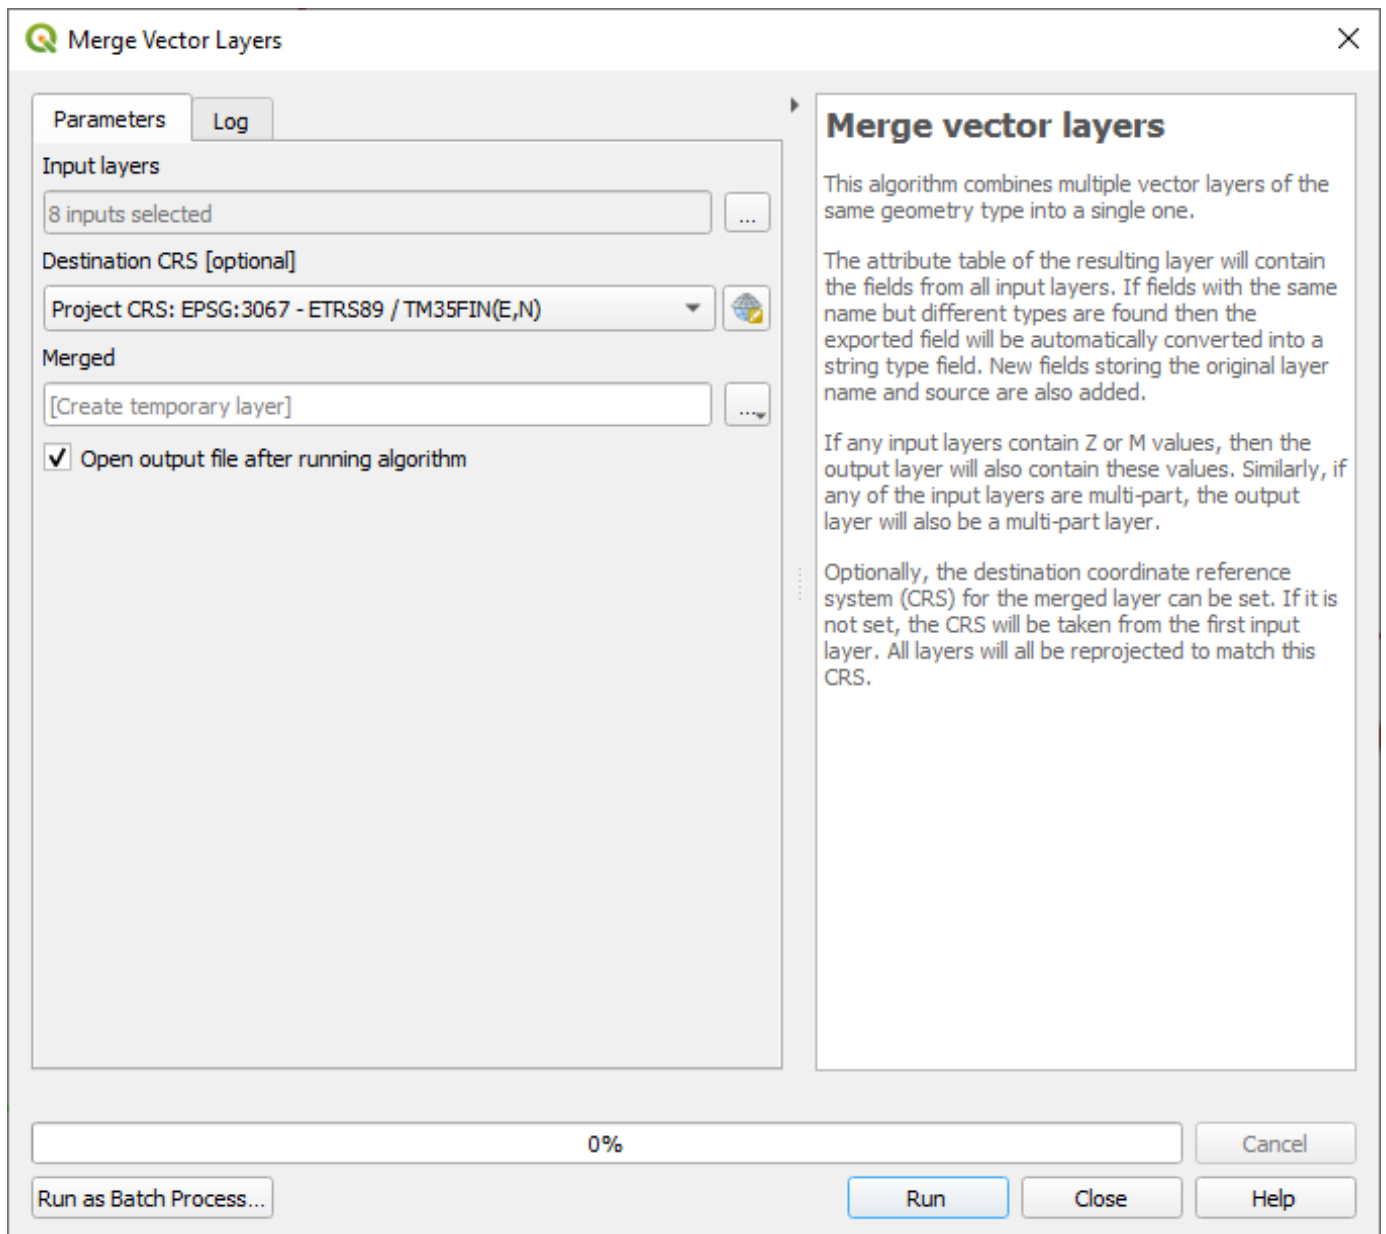 Merge Vector Layers
Parameters
Log
Input layers
8 inputs selected
...
Destination CRS [optional]
Project CRS: EPSG:3067 - ETRS89 / TM35FIN(E,N)
Merged
[Create temporary layer]
...
Open output file after running algorithm
Merge vector layers
This algorithm combines multiple vector layers of the
same geometry type into a single one.
The attribute table of the resulting layer will contain
the fields from all input layers. If fields with the same
name but different types are found then the
exported field will be automatically converted into a
string type field. New fields storing the original layer
name and source are also added.
If any input layers contain Z or M values, then the
output layer will also contain these values. Similarly, if
any of the input layers are multi-part, the output
layer will also be a multi-part layer.
Optionally, the destination coordinate reference
system (CRS) for the merged layer can be set. If it is
not set, the CRS will be taken from the first input
layer. All layers will all be reprojected to match this
CRS.
0%
Cancel
Run as Batch Process...
Run
Close
Help